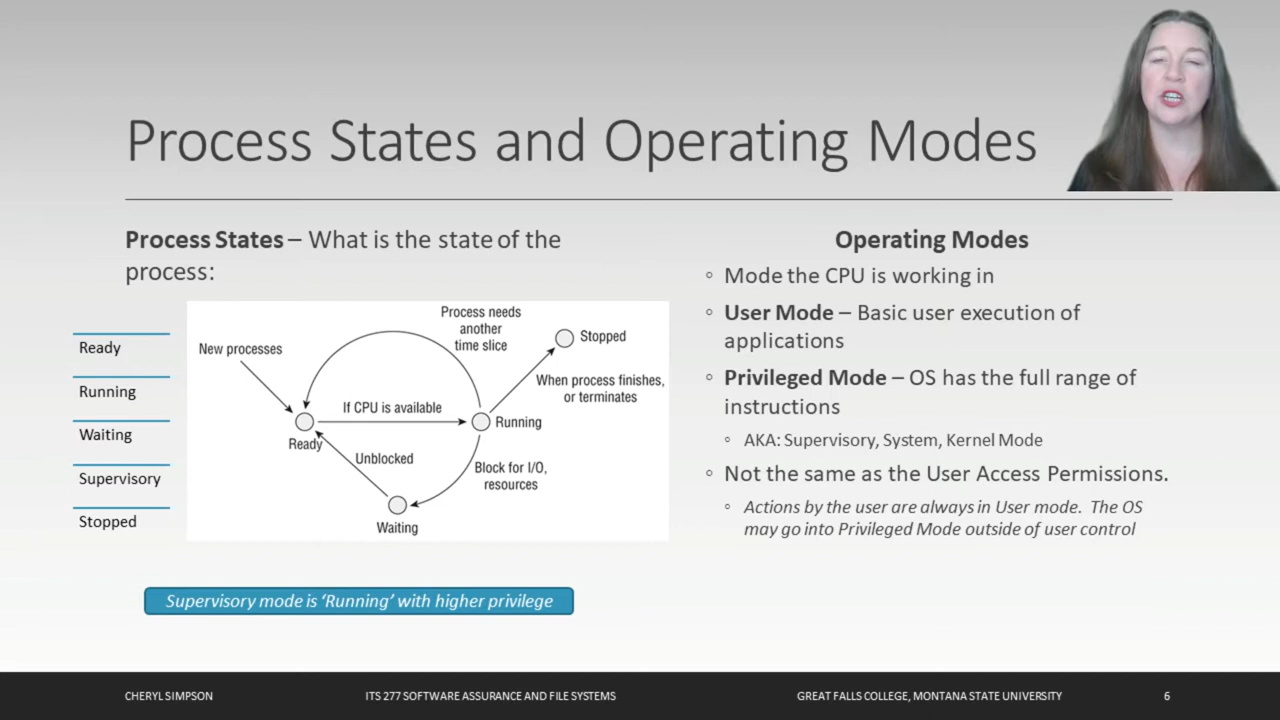 Process States and Operating Modes
Process States – What is the state of the
process:
Ready
Running
Waiting
Supervisory
Stopped
New processes
Process needs
another
time slice
Stopped
When process finishes,
or terminates
If CPU is available
Ready
Running
Unblocked
Block for I/O,
resources
Waiting
Supervisory mode is ‘Running’ with higher privilege
Operating Modes
◦ Mode the CPU is working in
◦ User Mode – Basic user execution of
applications
◦ Privileged Mode – OS has the full range of
instructions
◦ AKA: Supervisory, System, Kernel Mode
◦ Not the same as the User Access Permissions.
◦ Actions by the user are always in User mode. The OS
may go into Privileged Mode outside of user control
CHERYL SIMPSON ITS 277 SOFTWARE ASSURANCE AND FILE SYSTEMS GREAT FALLS COLLEGE, MONTANA STATE UNIVERSITY 6